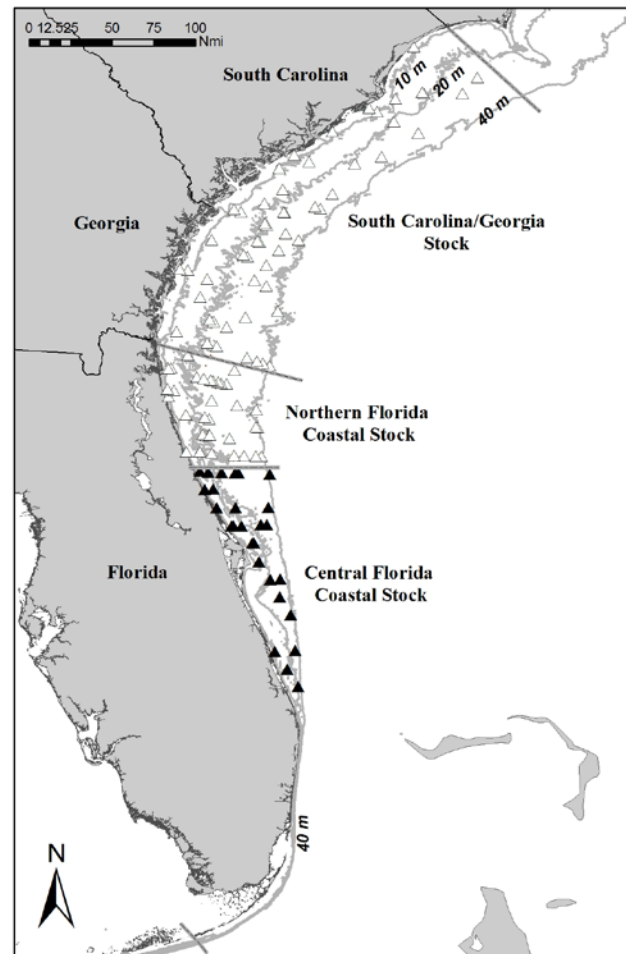 0 12.525 50 75 100
Nmi
South Carolina
10 m
20 m
40 m
Georgia
South Carolina/Georgia
Stock
Northern Florida
Coastal Stock
Florida
Central Florida
Coastal Stock
40 m
N